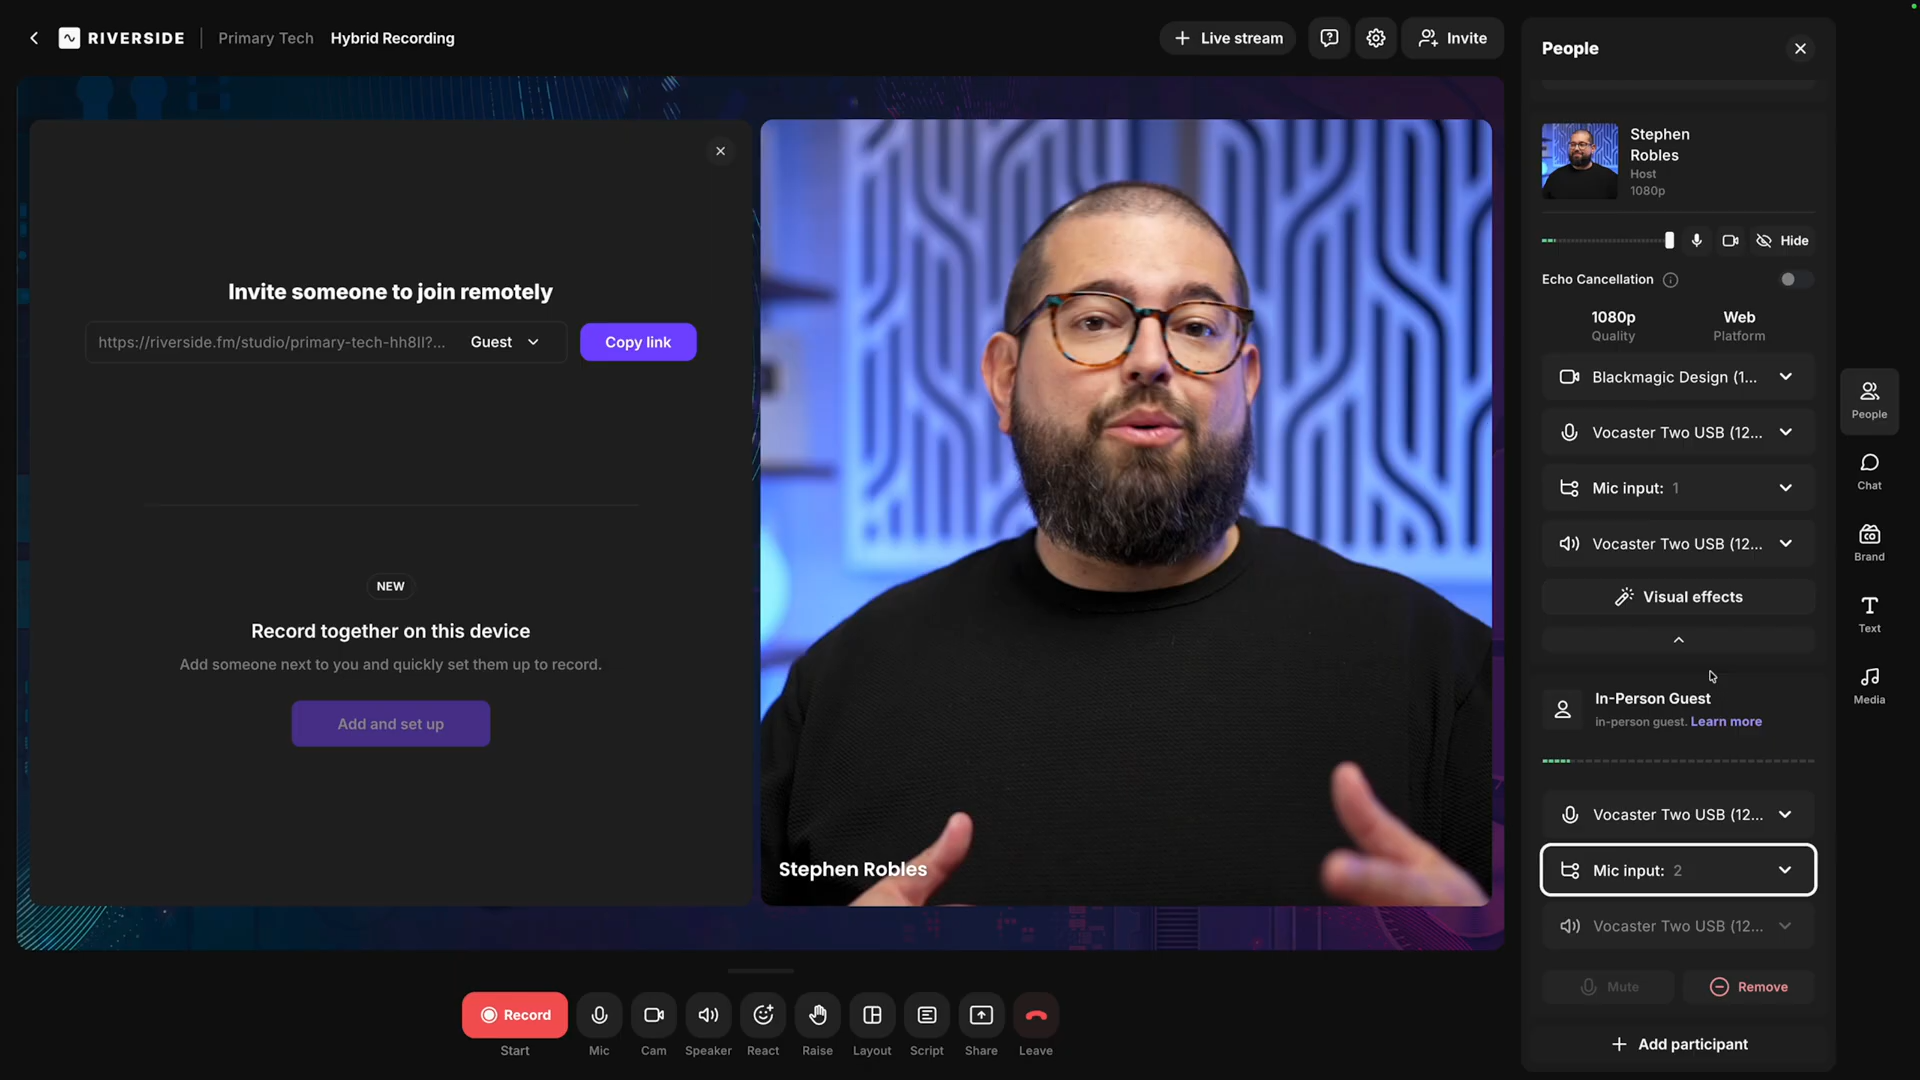 RIVERSIDE
Primary Tech
Hybrid Recording
Live stream
Invite
Invite someone to join remotely
https://riverside.fm/studio/primary-tech-hh8ll?...
Guest
Copy link
NEW
Record together on this device
Add someone next to you and quickly set them up to record.
Add and set up
Stephen Robles
Record
Start
Mic
Cam
Speaker
React
Raise
Layout
Script
Share
Leave
People
Stephen
Robles
Host
1080p
Hide
Echo Cancellation
1080p
Quality
Web
Platform
Blackmagic Design (1...
Vocaster Two USB (12...
Mic input: 1
Vocaster Two USB (12...
Visual effects
In-Person Guest
in-person guest. Learn more
Vocaster Two USB (12...
Mic input: 2
Vocaster Two USB (12...
Mute
Remove
Add participant
People
Chat
Brand
Text
Media